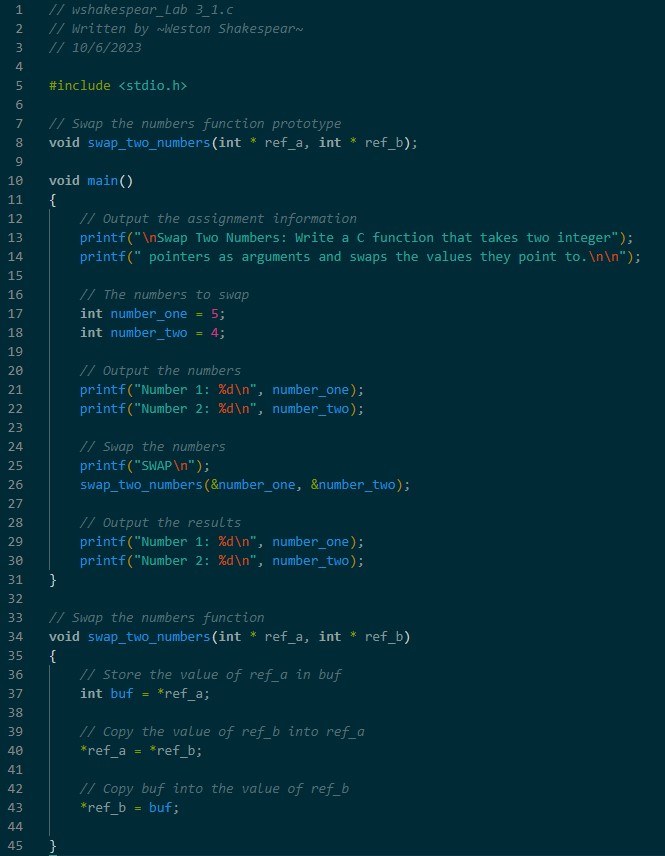 1 // wshakespear_Lab 3_1.c
2 // Written by ~Weston Shakespear~
3 // 10/6/2023
4
5 #include <stdio.h>
6
7 // Swap the numbers function prototype
8 void swap_two_numbers(int * ref_a, int * ref_b);
9
10 void main()
11 {
12     // Output the assignment information
13     printf("\nSwap Two Numbers: Write a C function that takes two integer");
14     printf(" pointers as arguments and swaps the values they point to.\n\n");
15
16     // The numbers to swap
17     int number_one = 5;
18     int number_two = 4;
19
20     // Output the numbers
21     printf("Number 1: %d\n", number_one);
22     printf("Number 2: %d\n", number_two);
23
24     // Swap the numbers
25     printf("SWAP\n");
26     swap_two_numbers(&number_one, &number_two);
27
28     // Output the results
29     printf("Number 1: %d\n", number_one);
30     printf("Number 2: %d\n", number_two);
31 }
32
33 // Swap the numbers function
34 void swap_two_numbers(int * ref_a, int * ref_b)
35 {
36     // Store the value of ref_a in buf
37     int buf = *ref_a;
38
39     // Copy the value of ref_b into ref_a
40     *ref_a = *ref_b;
41
42     // Copy buf into the value of ref_b
43     *ref_b = buf;
44
45 }